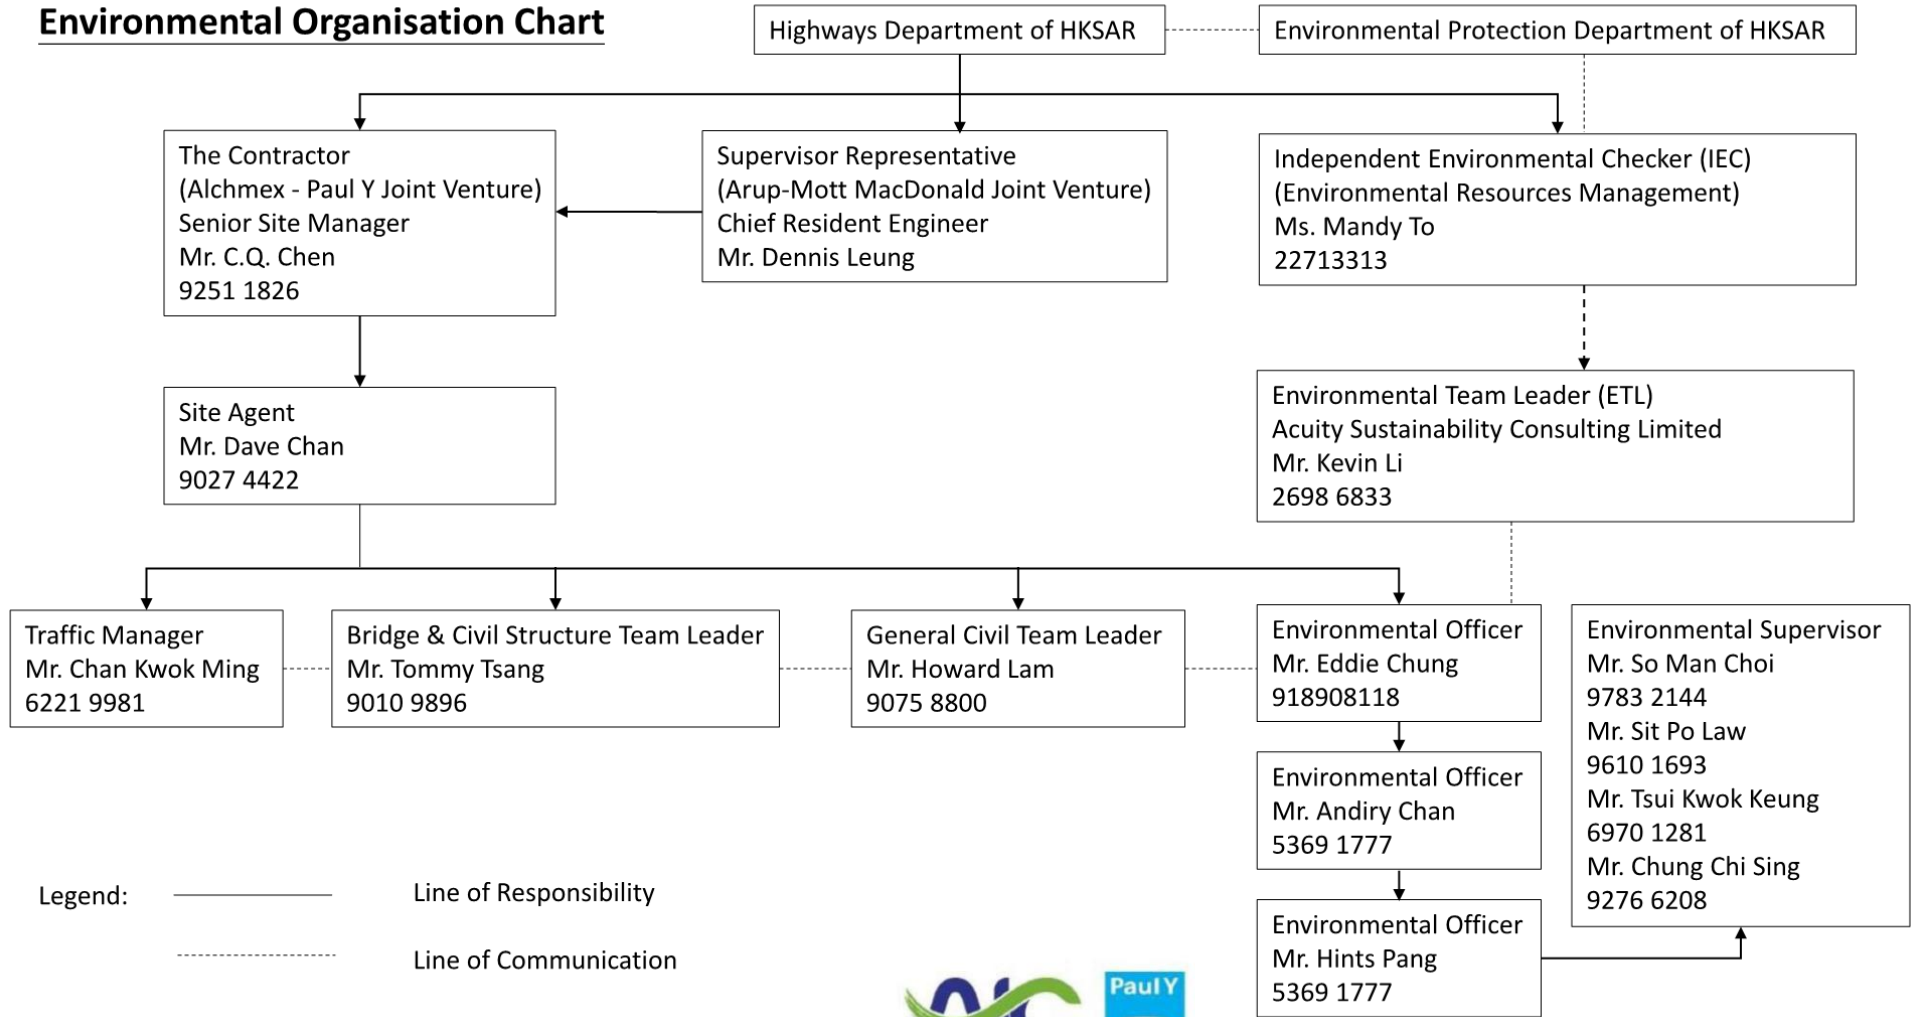 Environmental Organisation Chart
Highways Department of HKSAR
Environmental Protection Department of HKSAR
The Contractor
(Alchmex - Paul Y Joint Venture)
Senior Site Manager
Mr. C.Q. Chen
9251 1826
Supervisor Representative
(Arup-Mott MacDonald Joint Venture)
Chief Resident Engineer
Mr. Dennis Leung
Independent Environmental Checker (IEC)
(Environmental Resources Management)
Ms. Mandy To
22713313
Site Agent
Mr. Dave Chan
9027 4422
Environmental Team Leader (ETL)
Acuity Sustainability Consulting Limited
Mr. Kevin Li
2698 6833
Traffic Manager
Mr. Chan Kwok Ming
6221 9981
Bridge & Civil Structure Team Leader
Mr. Tommy Tsang
9010 9896
General Civil Team Leader
Mr. Howard Lam
9075 8800
Environmental Officer
Mr. Eddie Chung
918908118
Environmental Supervisor
Mr. So Man Choi
9783 2144
Mr. Sit Po Law
9610 1693
Mr. Tsui Kwok Keung
6970 1281
Mr. Chung Chi Sing
9276 6208
Environmental Officer
Mr. Andiry Chan
5369 1777
Environmental Officer
Mr. Hints Pang
5369 1777
Legend:
Line of Responsibility
Line of Communication
Paul Y